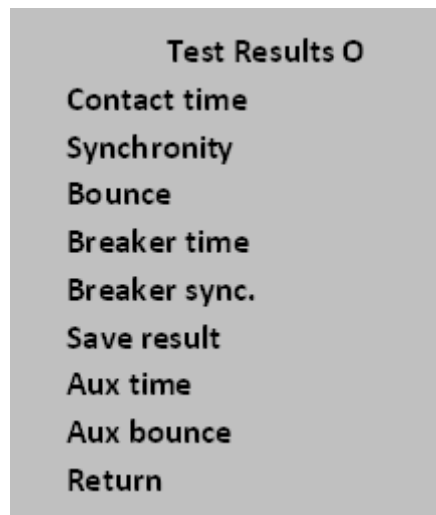 Test Results O
Contact time
Synchronity
Bounce
Breaker time
Breaker sync.
Save result
Aux time
Aux bounce
Return